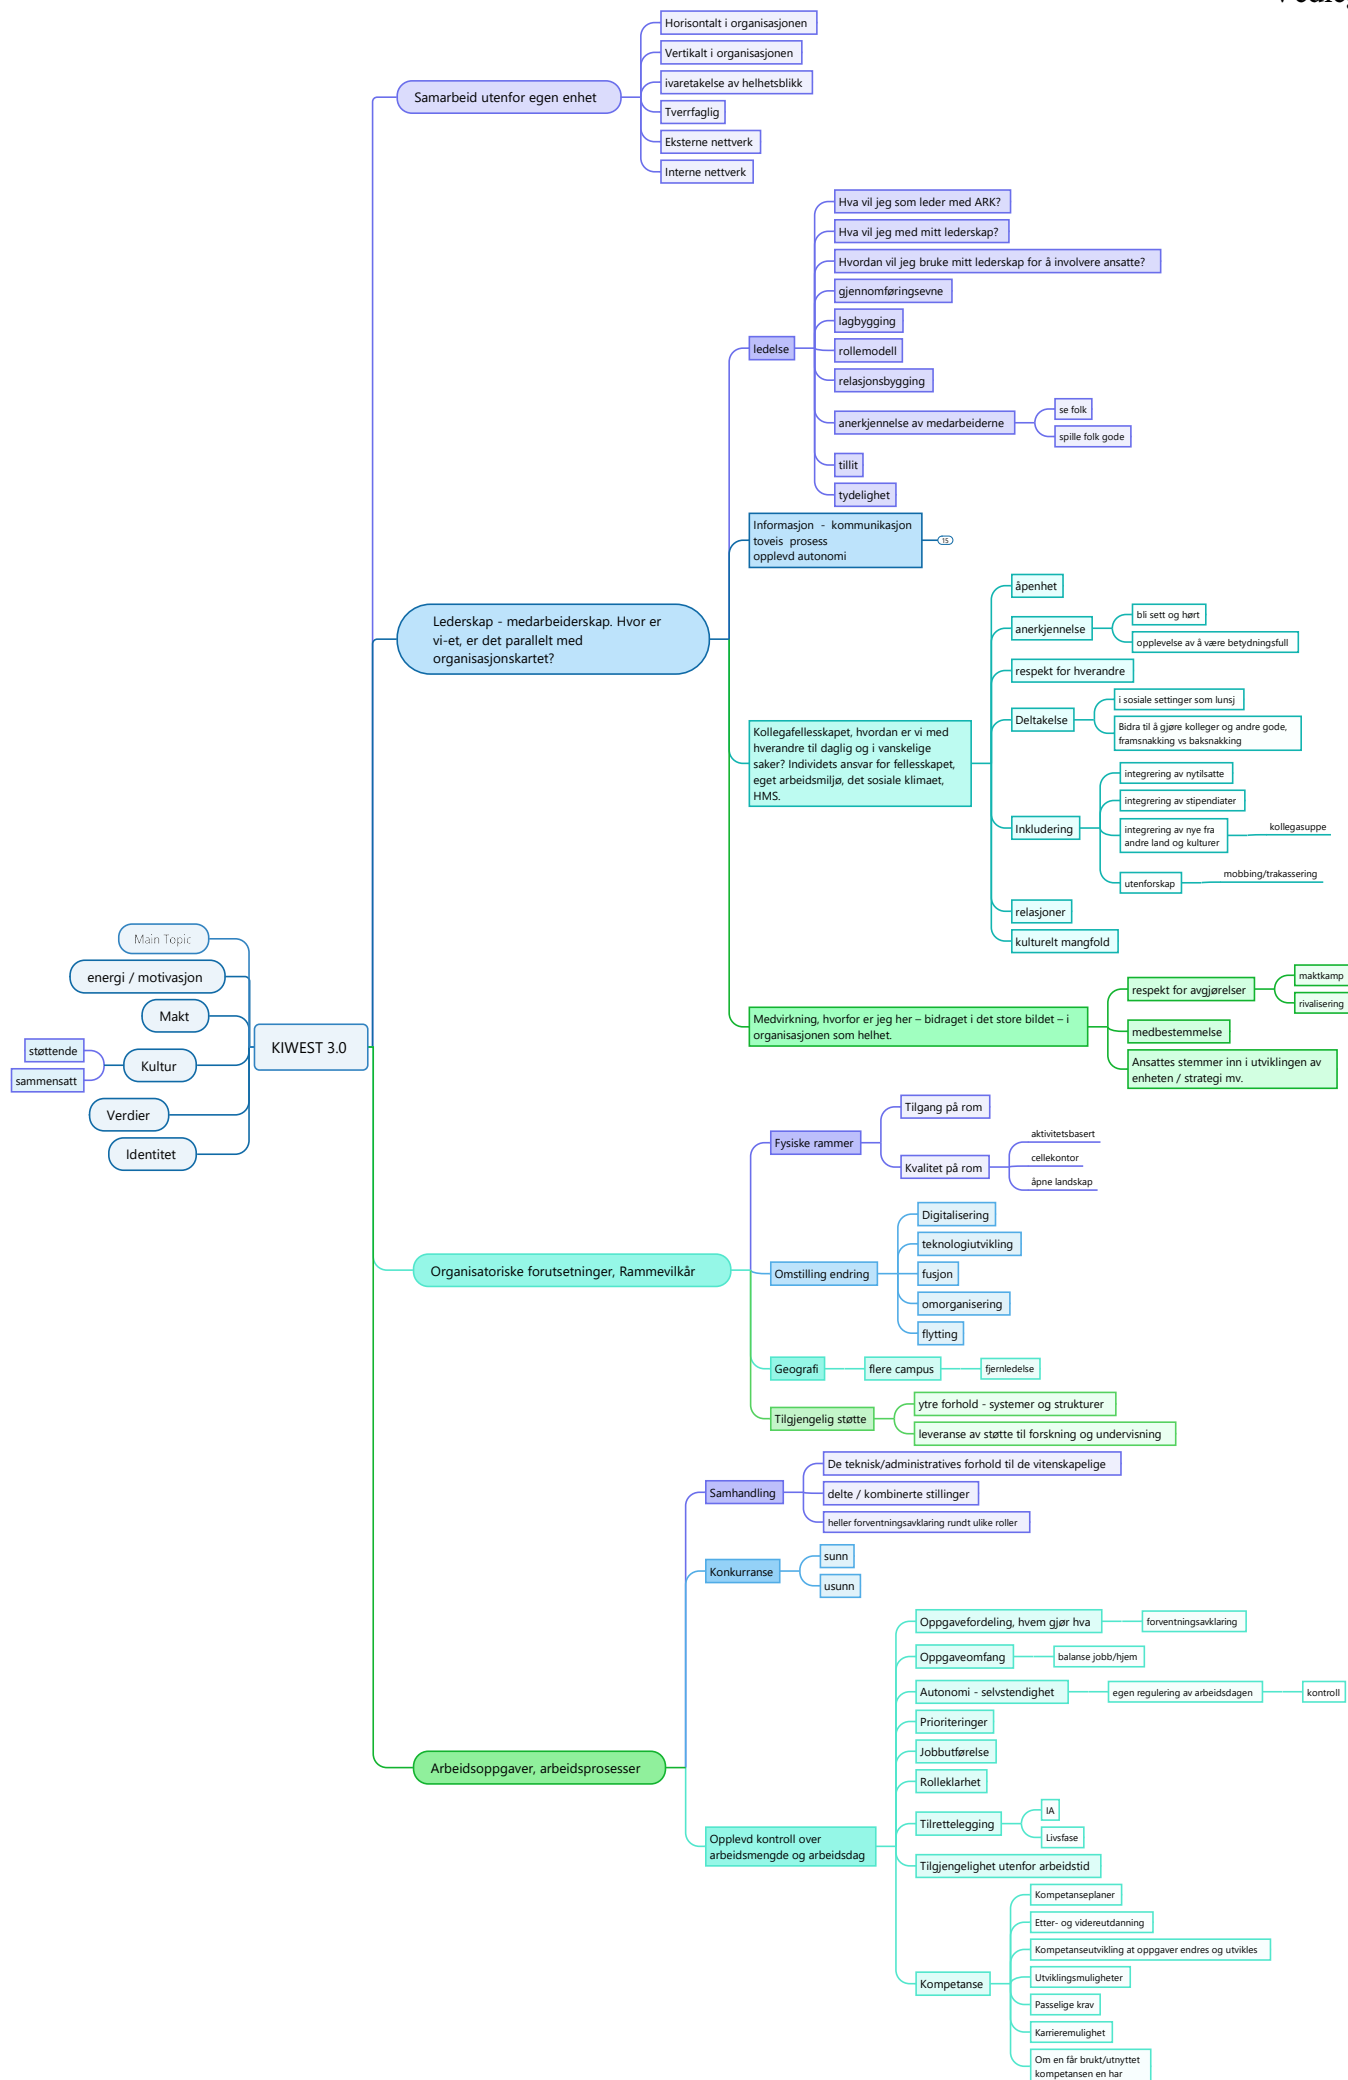 Horisontalt i organisasjonen
Vertikalt i organisasjonen
ivaretakelse av helhetsblikk
Samarbeid utenfor egen enhet
Tverrfaglig
Eksterne nettverk
Interne nettverk
Hva vil jeg som leder med ARK?
Hva vil jeg med mitt lederskap?
Hvordan vil jeg bruke mitt lederskap for å involvere ansatte?
gjennomføringsevne
lagbygging
ledelse
rollemodell
relasjonsbygging
anerkjennelse av medarbeiderne
se folk
spille folk gode
tillit
tydelighet
Informasjon - kommunikasjon
toveis prosess
opplevd autonomi
15
Lederskap - medarbeiderskap. Hvor er
vi-et, er det parallelt med
organisasjonskartet?
åpenhet
anerkjennelse
bli sett og hørt
opplevelse av å være betydningsfull
respekt for hverandre
Deltakelse
i sosiale settinger som lunsj
Bidra til å gjøre kolleger og andre gode,
framsnakking vs baksnakking
Kollegafellesskapet, hvordan er vi med
hverandre til daglig og i vanskelige
saker? Individets ansvar for fellesskapet,
eget arbeidsmiljø, det sosiale klimaet,
HMS.
Inkludering
integrering av nytilsatte
integrering av stipendiater
integrering av nye fra
andre land og kulturer
kollegasuppe
utenforskap
mobbing/trakassering
relasjoner
kulturelt mangfold
Medvirkning, hvorfor er jeg her – bidraget i det store bildet – i
organisasjonen som helhet.
respekt for avgjørelser
maktkamp
rivalisering
medbestemmelse
Ansattes stemmer inn i utviklingen av
enheten / strategi mv.
Main Topic
energi / motivasjon
Makt
KIWEST 3.0
støttende
sammensatt
Kultur
Verdier
Identitet
Fysiske rammer
Tilgang på rom
Kvalitet på rom
aktivitetsbasert
cellekontor
åpne landskap
Organisatoriske forutsetninger, Rammevilkår
Omstilling endring
Digitalisering
teknologiutvikling
fusjon
omorganisering
flytting
Geografi
flere campus
fjernledelse
Tilgjengelig støtte
ytre forhold - systemer og strukturer
leveranse av støtte til forskning og undervisning
Samhandling
De teknisk/administratives forhold til de vitenskapelige
delte / kombinerte stillinger
heller forventningsavklaring rundt ulike roller
Konkurranse
sunn
usunn
Arbeidsoppgaver, arbeidsprosesser
Opplevd kontroll over
arbeidsmengde og arbeidsdag
Oppgavefordeling, hvem gjør hva
forventningsavklaring
Oppgaveomfang
balanse jobb/hjem
Autonomi - selvstendighet
egen regulering av arbeidsdagen
kontroll
Prioriteringer
Jobbutførelse
Rolleklarhet
Tilrettelegging
IA
Livsfase
Tilgjengelighet utenfor arbeidstid
Kompetanse
Kompetanseplaner
Etter- og videreutdanning
Kompetanseutvikling at oppgaver endres og utvikles
Utviklingsmuligheter
Passelige krav
Karrieremulighet
Om en får brukt/utnyttet
kompetansen en har